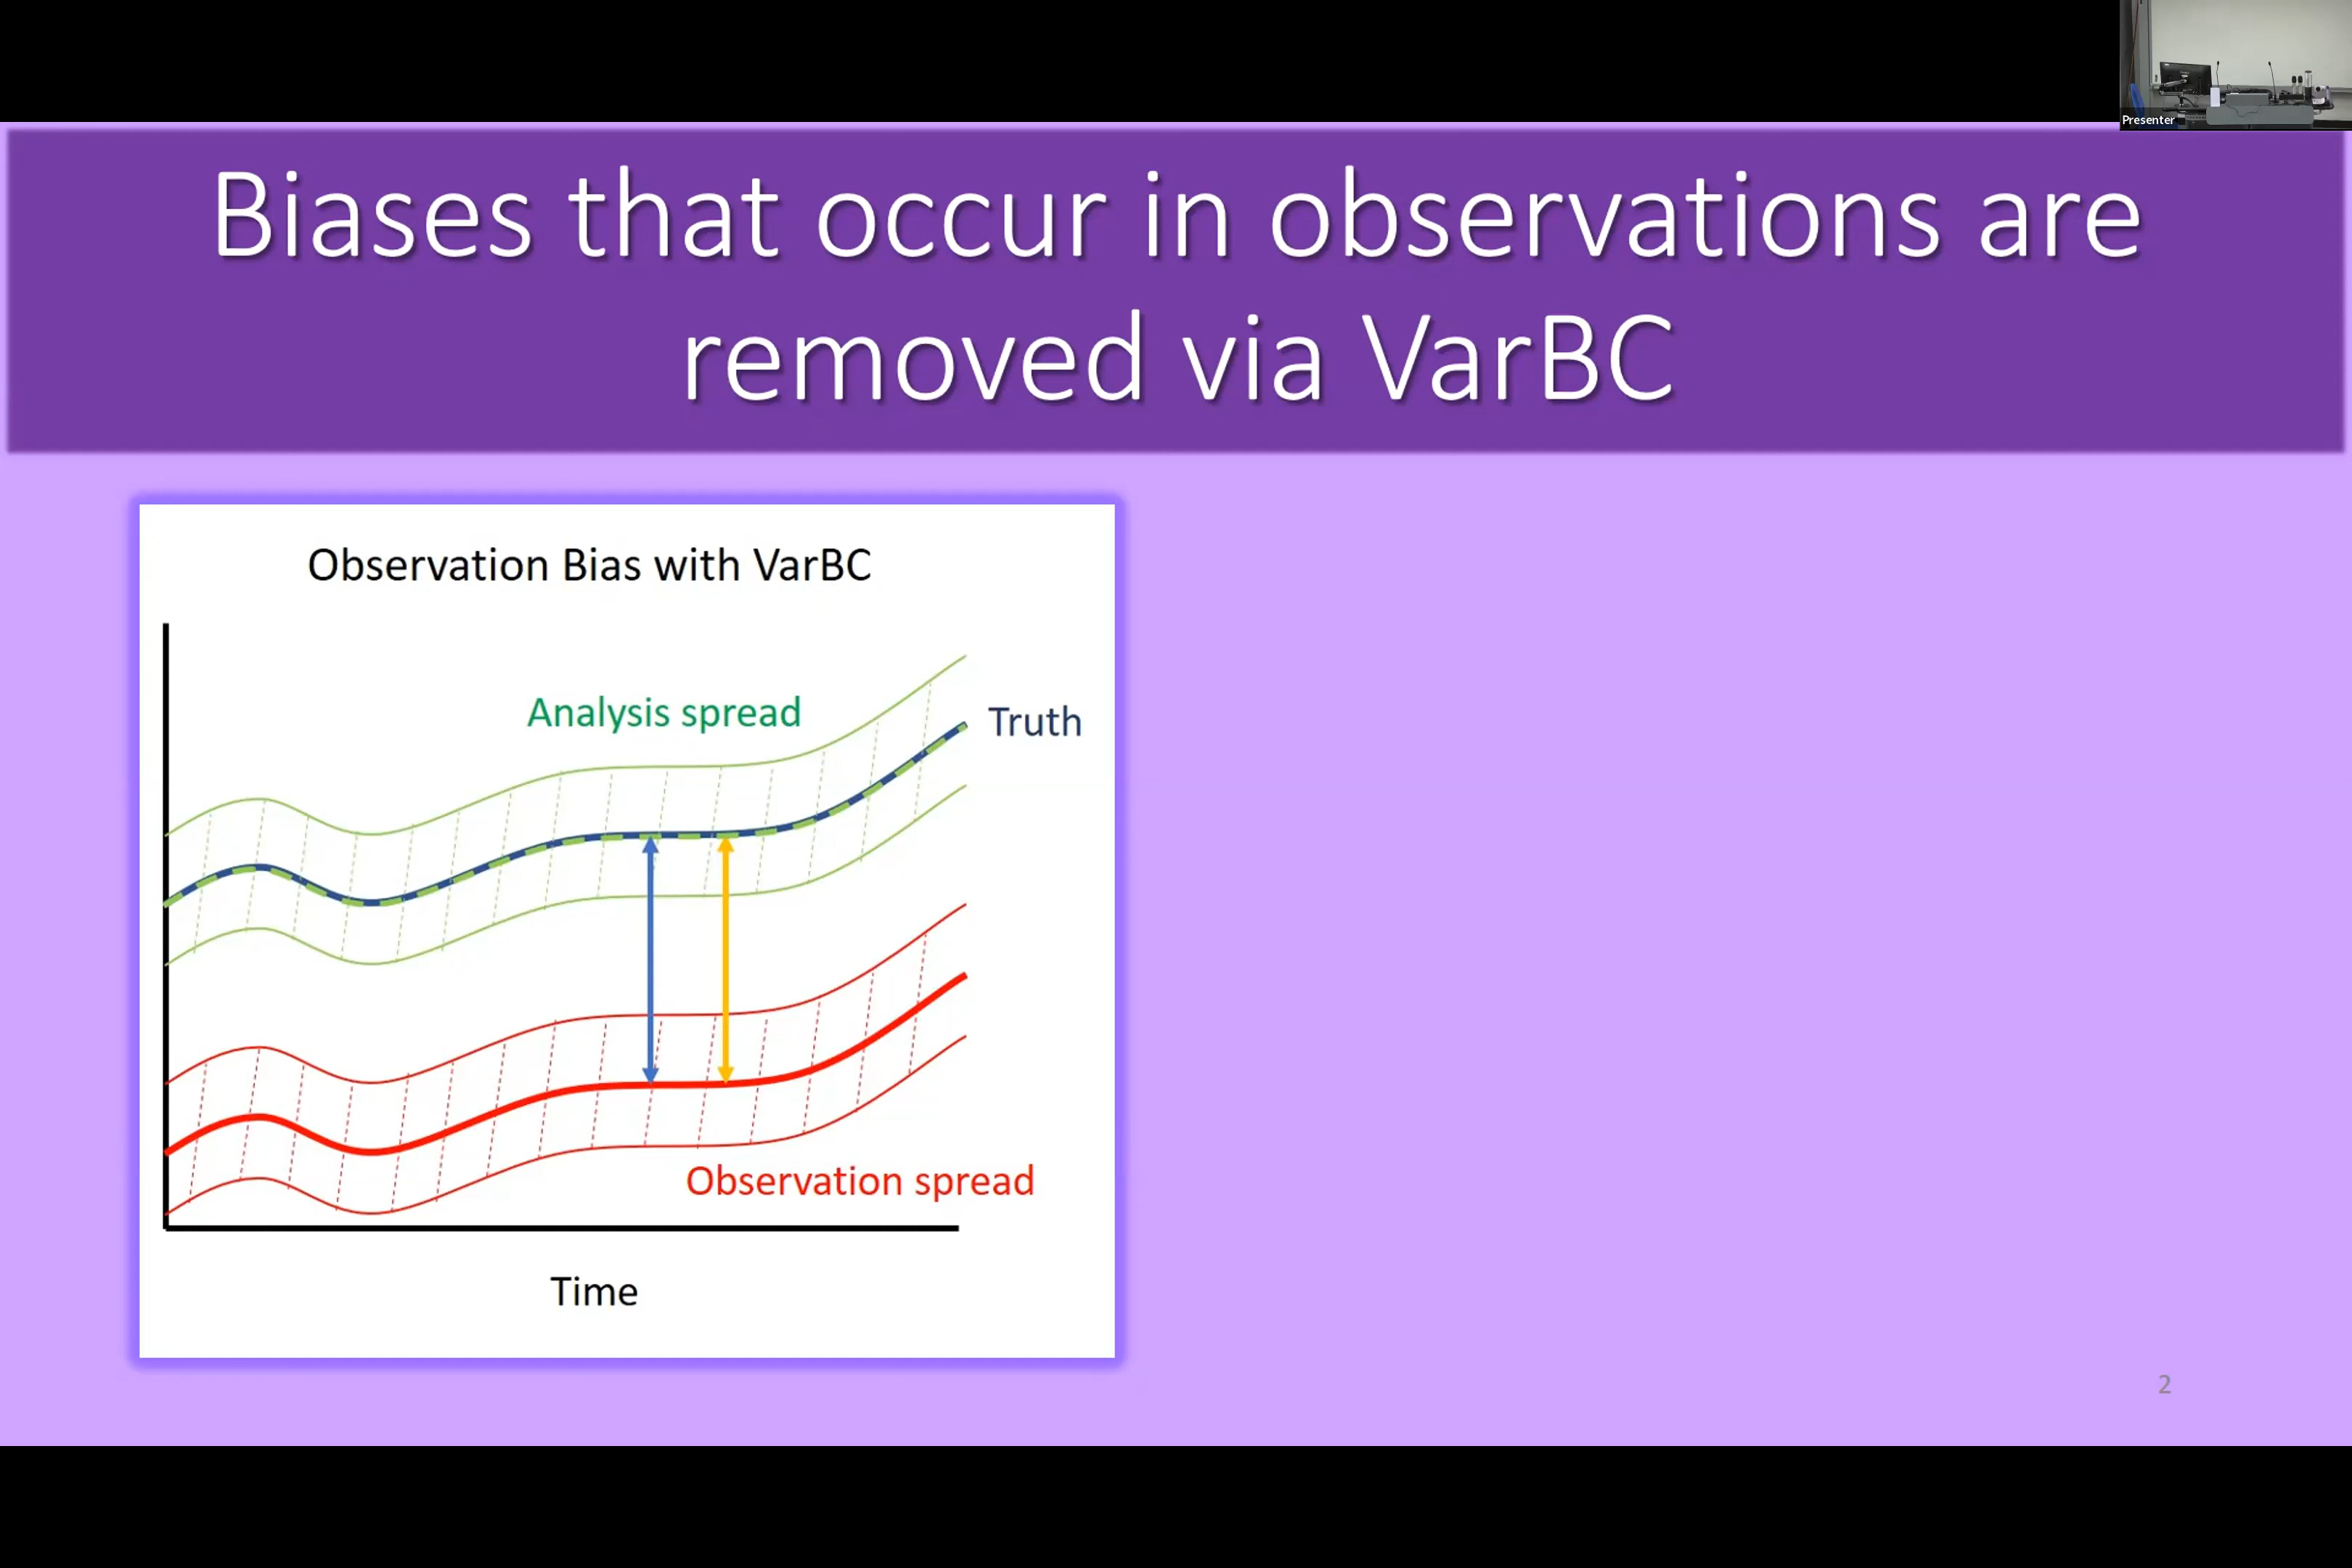 Presenter
Biases that occur in observations are
removed via VarBC
Observation Bias with VarBC
Analysis spread
Truth
Observation spread
Time
2